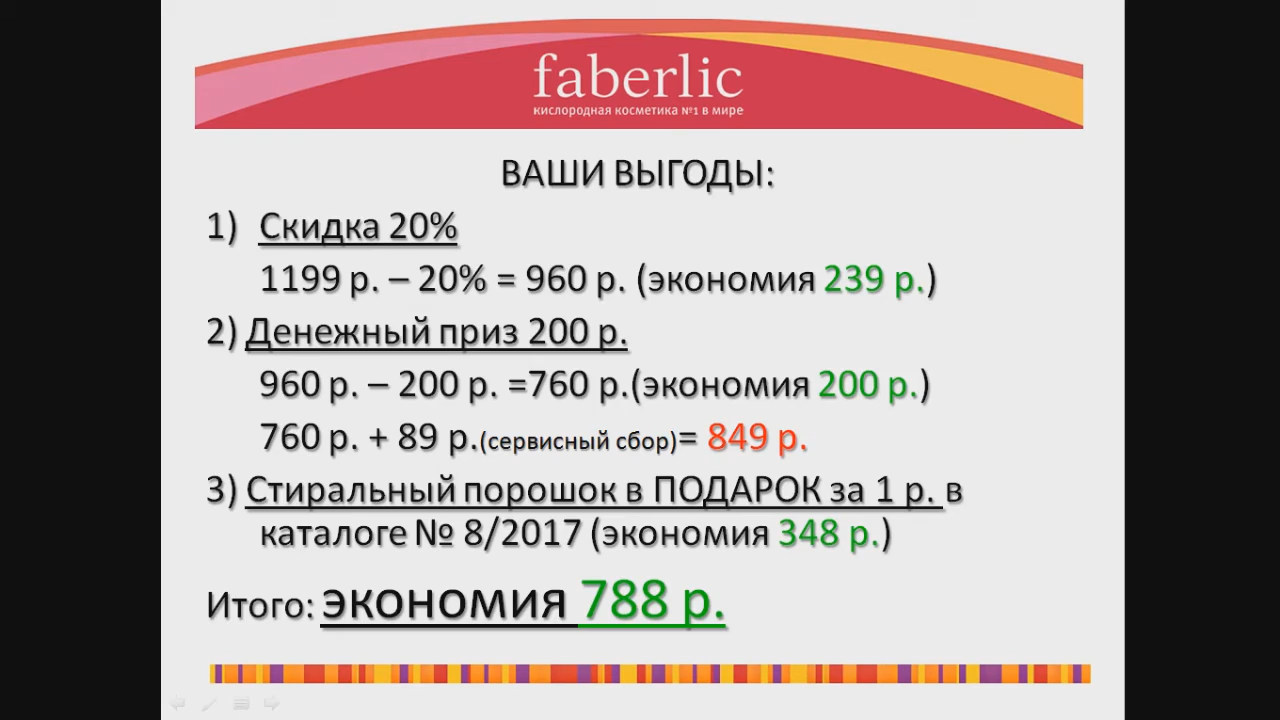 faberlic
кислородная косметика №1 в мире
ВАШИ ВЫГОДЫ:
1) Скидка 20%
1199 р. – 20% = 960 р. (экономия 239 р.)
2) Денежный приз 200 р.
960 р. – 200 р. =760 р.(экономия 200 р.)
760 р. + 89 р.(сервисный сбор)= 849 р.
3) Стиральный порошок в ПОДАРОК за 1 р. в
каталоге № 8/2017 (экономия 348 р.)
Итого: экономия 788 р.